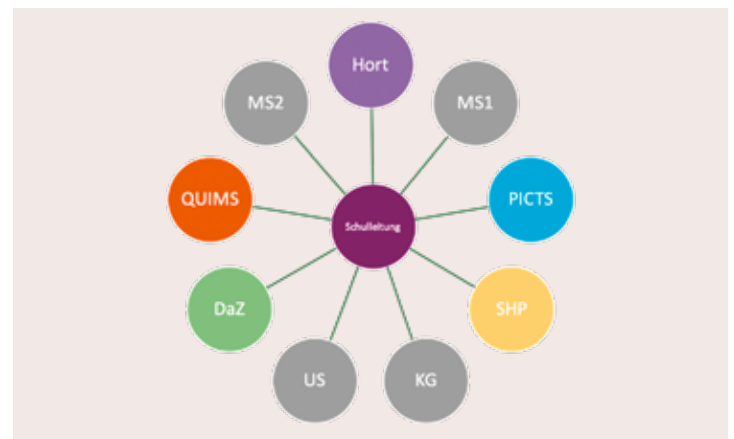 Hort
MS2
MS1
QUIMS
PICTS
Schulleitung
DaZ
SHP
US
KG